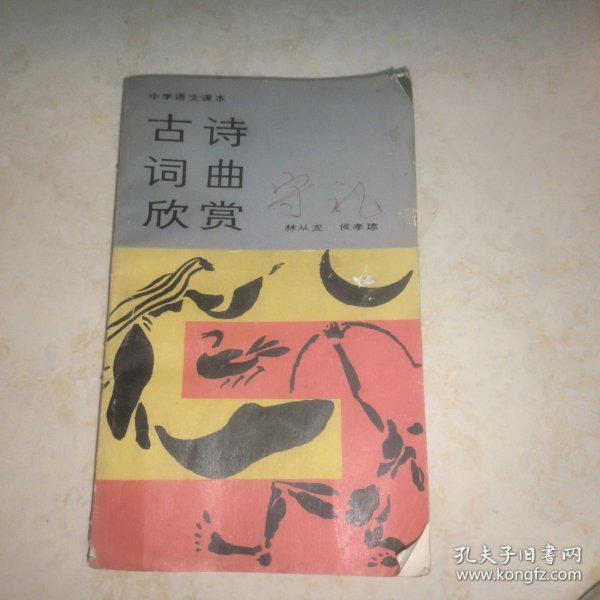 中学语文课本
古诗
词曲
欣赏
林从龙 侯孝琼
孔夫子旧书网
www.kongfz.com